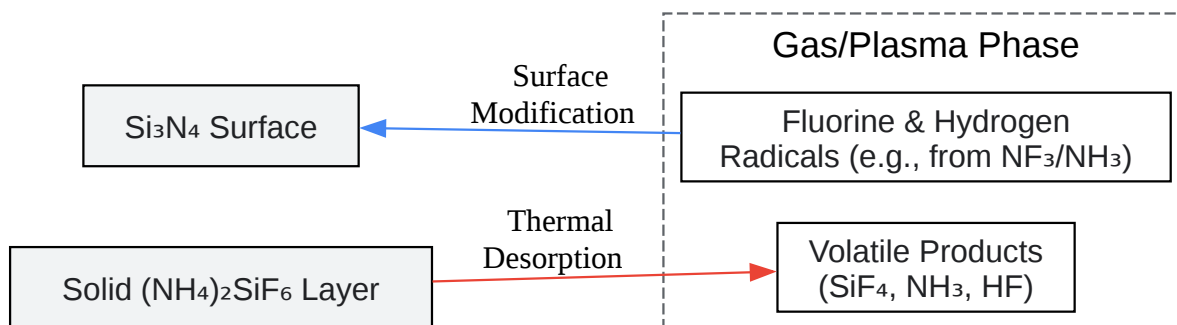 Gas/Plasma Phase
Surface
Modification
Si₃N₄ Surface
Fluorine & Hydrogen
Radicals (e.g., from NF₃/NH₃)
Thermal
Desorption
Solid (NH₄)₂SiF₆ Layer
Volatile Products
(SiF₄, NH₃, HF)